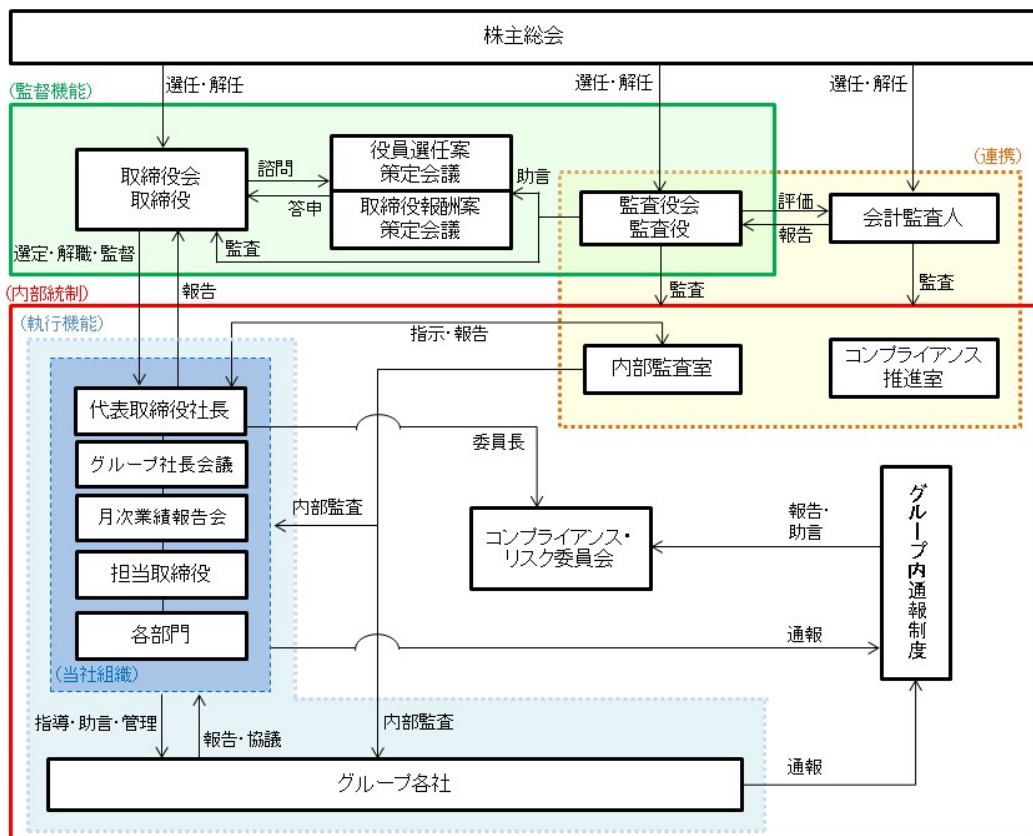 株主総会
選任・解任
選任・解任
選任・解任
(監督機能)
(連携)
取締役会
取締役
諮問
答申
役員選任案
策定会議
取締役報酬案
策定会議
助言
監査
監査役会
監査役
評価
報告
会計監査人
選定・解職・監督
報告
監査
監査
(内部統制)
(執行機能)
指示・報告
内部監査室
コンプライアンス
推進室
代表取締役社長
グループ社長会議
月次業績報告会
担当取締役
各部門
(当社組織)
委員長
内部監査
コンプライアンス・
リスク委員会
報告・
助言
グループ内通報制度
通報
指導・助言・管理
報告・協議
内部監査
グループ各社
通報